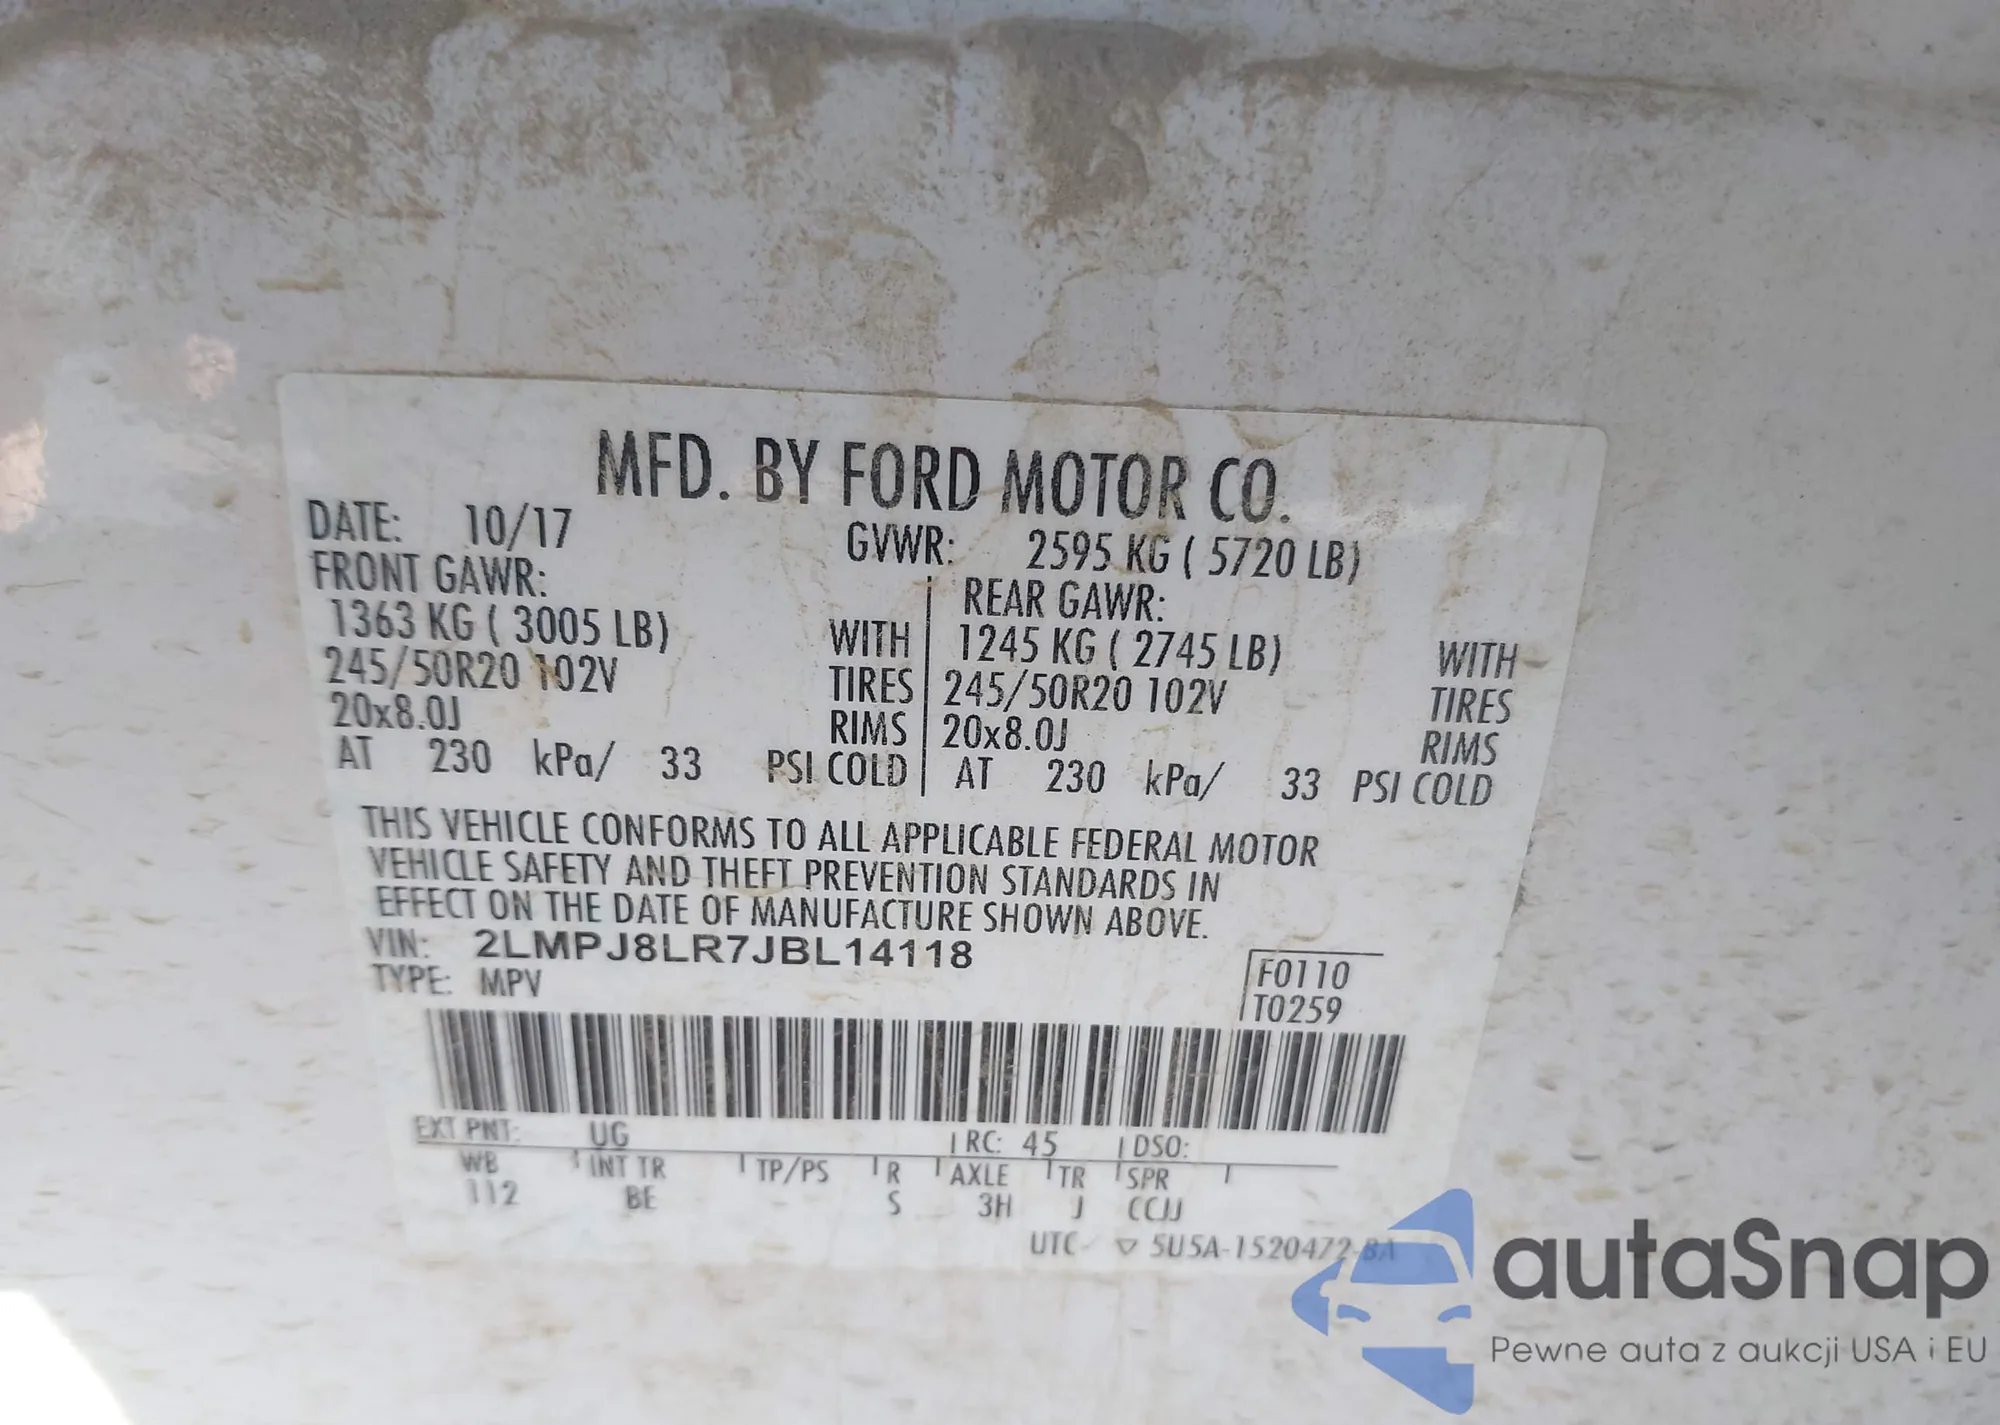 MFD. BY FORD MOTOR CO.
DATE: 10/17 GVWR: 2595 KG ( 5720 LB)
FRONT GAWR: REAR GAWR:
1363 KG ( 3005 LB) WITH 1245 KG ( 2745 LB) WITH
245/50R20 102V TIRES 245/50R20 102V TIRES
20x8.0J RIMS 20x8.0J RIMS
AT 230 kPa/ 33 PSI COLD AT 230 kPa/ 33 PSI COLD
THIS VEHICLE CONFORMS TO ALL APPLICABLE FEDERAL MOTOR
VEHICLE SAFETY AND THEFT PREVENTION STANDARDS IN
EFFECT ON THE DATE OF MANUFACTURE SHOWN ABOVE.
VIN: 2LMPJ8LR7JBL14118
TYPE: MPV
F0110
T0259
EXT PNT: UG RC: 45 DSO:
WB INT TR TP/PS R AXLE TR SPR
112 BE - S 3H J CCJJ
UTC ▽ 5U5A-1520472-BA
autaSnap
Pewne auta z aukcji USA i EU